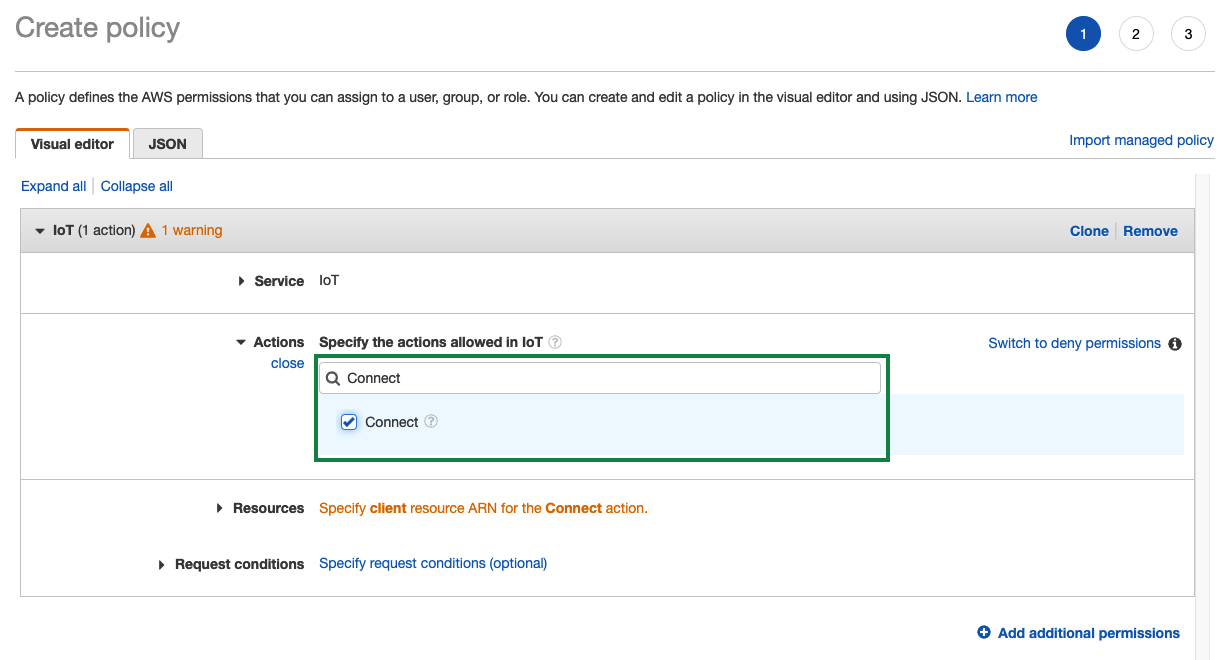 Create policy
1 2 3
A policy defines the AWS permissions that you can assign to a user, group, or role. You can create and edit a policy in the visual editor and using JSON. Learn more
Visual editor JSON
Import managed policy
Expand all Collapse all
IoT (1 action) 1 warning Clone Remove
Service IoT
Actions Specify the actions allowed in IoT ? Switch to deny permissions i
close
Connect
Connect ?
Resources Specify client resource ARN for the Connect action.
Request conditions Specify request conditions (optional)
Add additional permissions